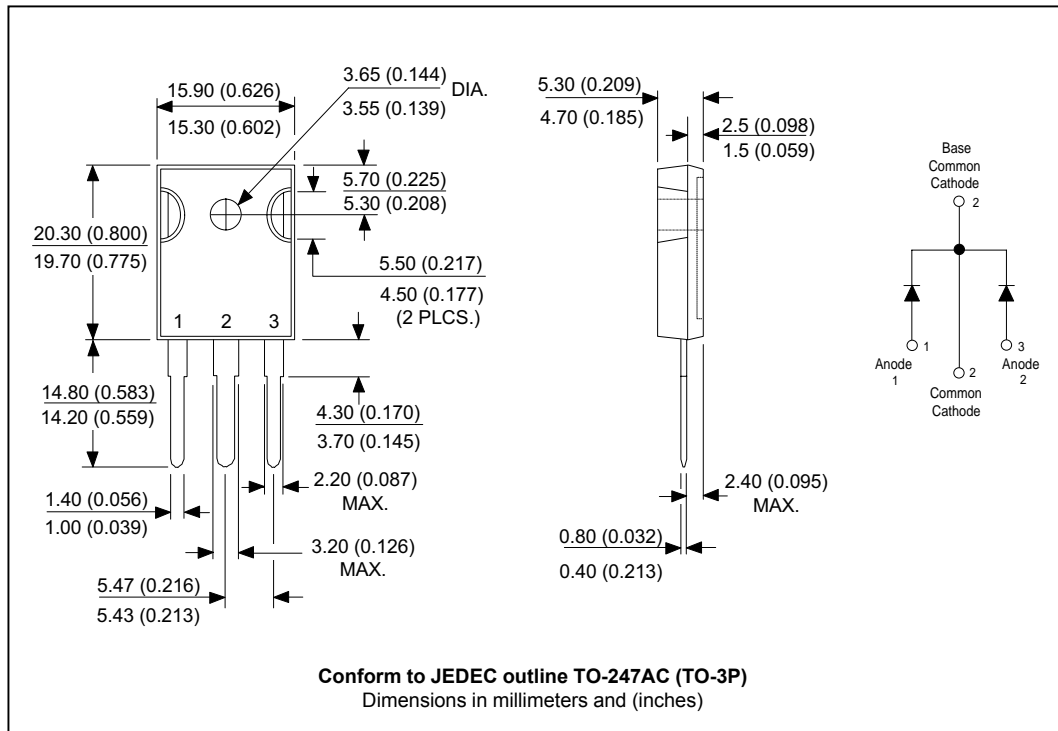 15.90 (0.626)
15.30 (0.602)
3.65 (0.144)
3.55 (0.139)
DIA.
5.70 (0.225)
5.30 (0.208)
20.30 (0.800)
19.70 (0.775)
5.50 (0.217)
4.50 (0.177)
(2 PLCS.)
1 2 3
14.80 (0.583)
14.20 (0.559)
4.30 (0.170)
3.70 (0.145)
2.20 (0.087)
MAX.
1.40 (0.056)
1.00 (0.039)
3.20 (0.126)
MAX.
5.47 (0.216)
5.43 (0.213)
5.30 (0.209)
4.70 (0.185)
2.5 (0.098)
1.5 (0.059)
2.40 (0.095)
MAX.
0.80 (0.032)
0.40 (0.213)
Base
Common
Cathode
2
1
Anode
1
3
Anode
2
2
Common
Cathode
Conform to JEDEC outline TO-247AC (TO-3P)
Dimensions in millimeters and (inches)